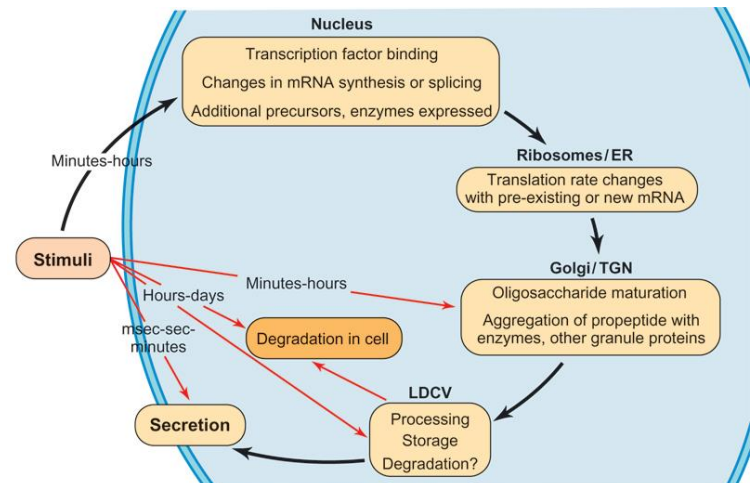 Nucleus
Transcription factor binding
Changes in mRNA synthesis or splicing
Additional precursors, enzymes expressed
Minutes-hours
Ribosomes/ER
Translation rate changes
with pre-existing or new mRNA
Stimuli
Golgi/TGN
Minutes-hours
Oligosaccharide maturation
Hours-days
Aggregation of propeptide with
enzymes, other granule proteins
msec-sec-
minutes
Degradation in cell
LDCV
Processing
Secretion
Storage
Degradation?